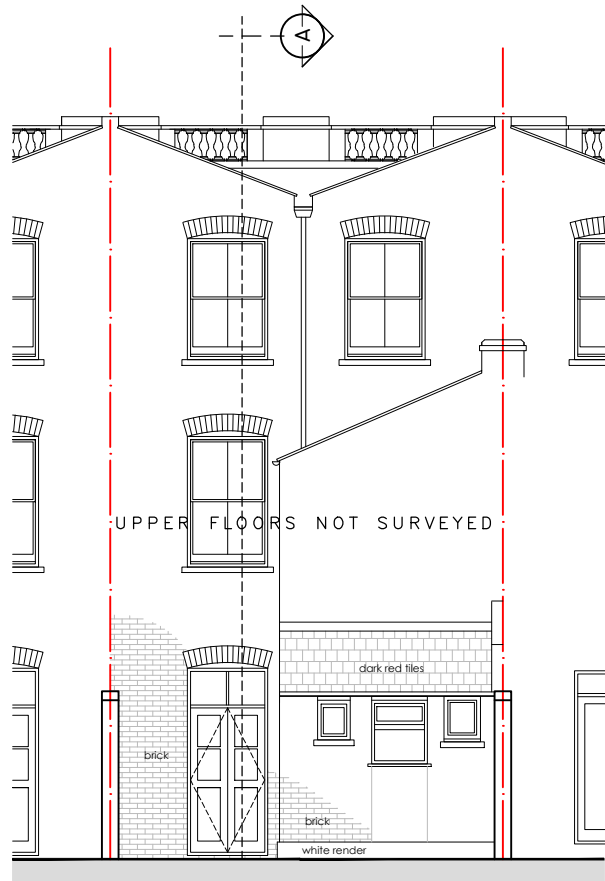 A
UPPER FLOORS NOT SURVEYED
dark red tiles
brick
brick
white render